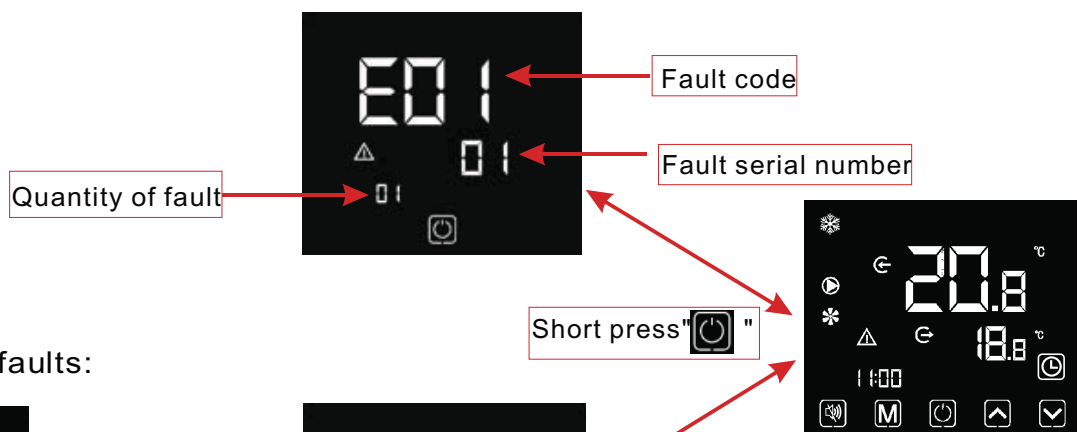 E01
Fault code
01
Fault serial number
Quantity of fault
01
20.8 °C
Short press" "
18.8 °C
faults:
11:00
M